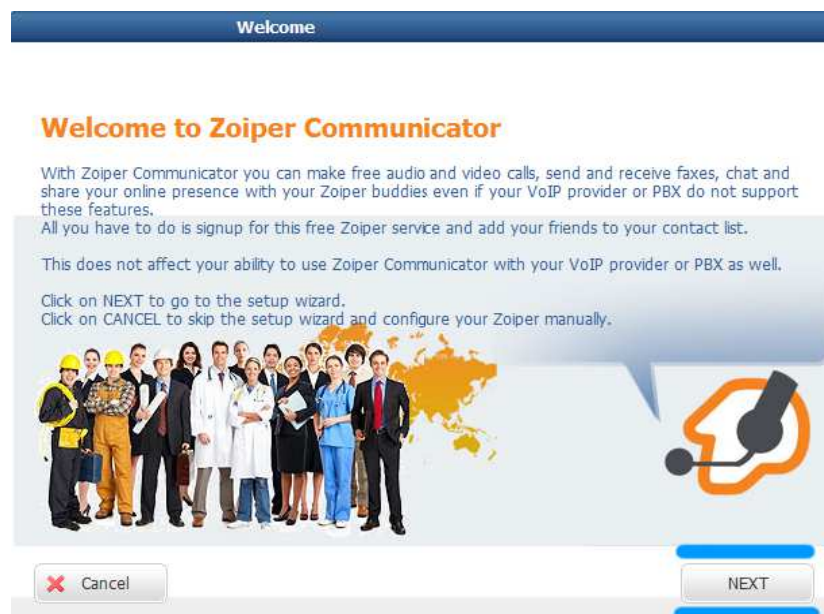 Welcome
Welcome to Zoiper Communicator
With Zoiper Communicator you can make free audio and video calls, send and receive faxes, chat and
share your online presence with your Zoiper buddies even if your VoIP provider or PBX do not support
these features.
All you have to do is signup for this free Zoiper service and add your friends to your contact list.
This does not affect your ability to use Zoiper Communicator with your VoIP provider or PBX as well.
Click on NEXT to go to the setup wizard.
Click on CANCEL to skip the setup wizard and configure your Zoiper manually.
Cancel
NEXT